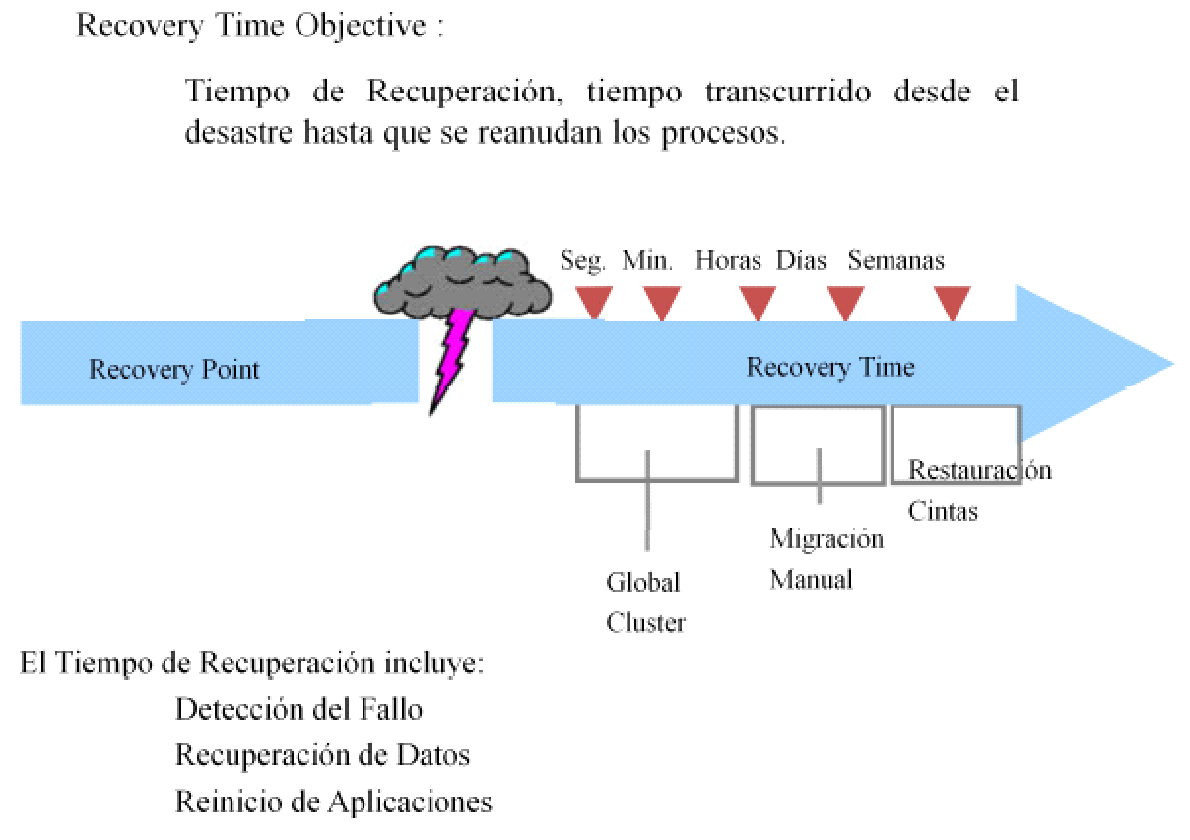 Recovery Time Objective :
Tiempo de Recuperación, tiempo transcurrido desde el
desastre hasta que se reanudan los procesos.
Seg. Min. Horas Días Semanas
Recovery Point
Recovery Time
Restauración
Cintas
Migración
Manual
Global
Cluster
El Tiempo de Recuperación incluye:
Detección del Fallo
Recuperación de Datos
Reinicio de Aplicaciones